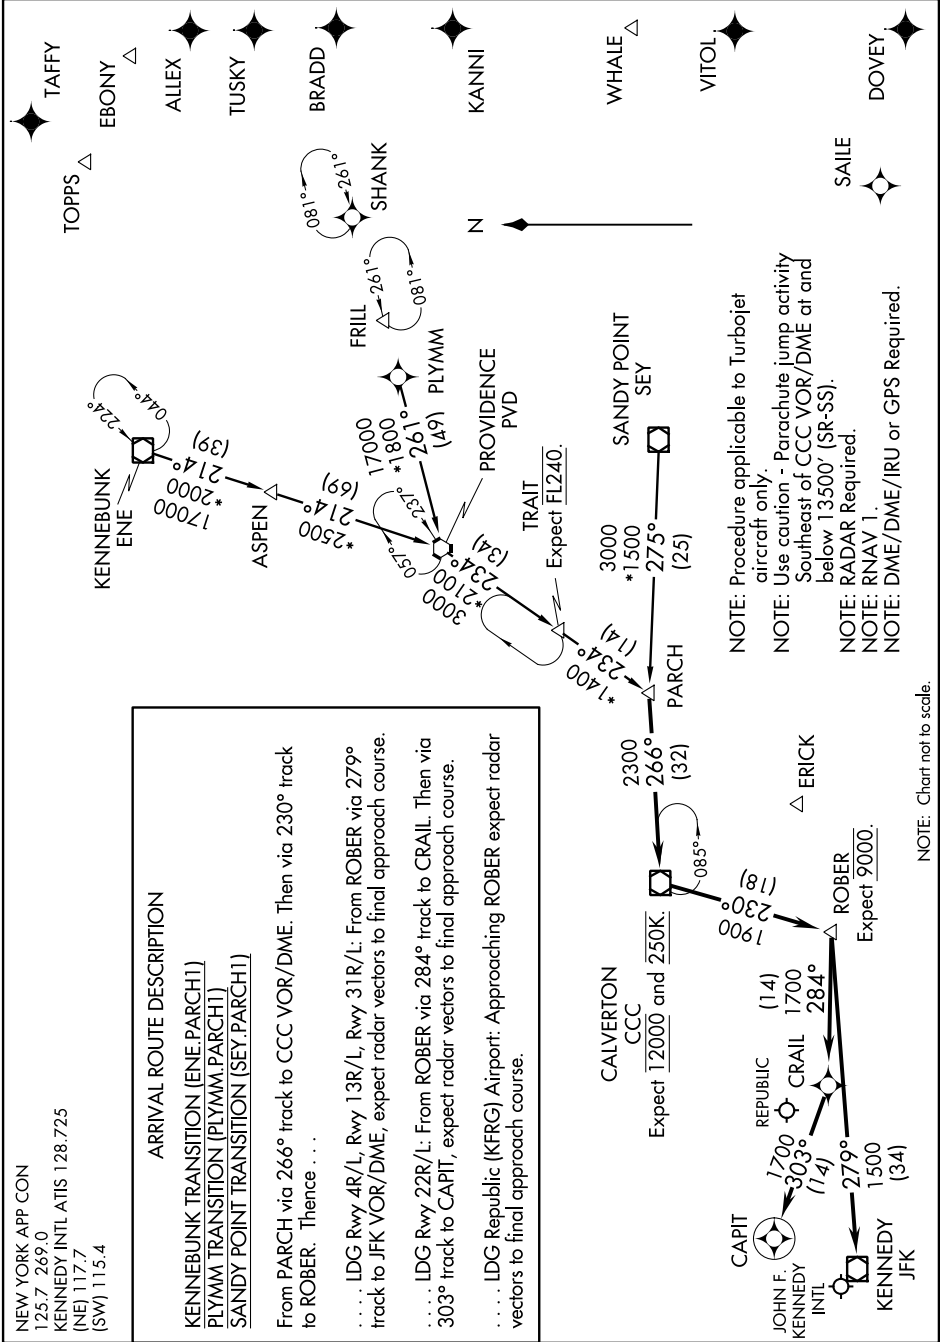 NEW YORK APP CON
125.7 269.0
KENNEDY INTL ATIS 128.725
(NE) 117.7
(SW) 115.4
ARRIVAL ROUTE DESCRIPTION
KENNEBUNK TRANSITION (ENE.PARCH1)
PLYMM TRANSITION (PLYMM.PARCH1)
SANDY POINT TRANSITION (SEY.PARCH1)
From PARCH via 266° track to CCC VOR/DME. Then via 230° track
to ROBER. Thence . . .
. . . . LDG Rwy 4R/L, Rwy 13R/L, Rwy 31R/L: From ROBER via 279°
track to JFK VOR/DME, expect radar vectors to final approach course.
. . . . LDG Rwy 22R/L: From ROBER via 284° track to CRAIL. Then via
303° track to CAPIT, expect radar vectors to final approach course.
. . . . LDG Republic (KFRG) Airport: Approaching ROBER expect radar
vectors to final approach course.
TOPPS
TAFFY
EBONY
ALLEX
TUSKY
BRADD
KANNI
WHALE
VITOL
DOVEY
SAILE
SHANK
081°
261°
FRILL
261°
081°
N
KENNEBUNK
ENE
224°
044°
17000
*2000
214°
(39)
ASPEN
*2500
214°
(69)
PLYMM
17000
*1800
261°
(49)
PROVIDENCE
PVD
237°
057°
3000
*2100
234°
(34)
TRAIT
Expect FL240.
*1400
234°
(14)
SANDY POINT
SEY
3000
*1500
275°
(25)
PARCH
2300
266°
(32)
085°
CALVERTON
CCC
Expect 12000 and 250K.
1900
230°
(18)
ERICK
ROBER
Expect 9000.
(14)
1700
284°
CRAIL
REPUBLIC
1700
303°
(14)
CAPIT
279°
1500
(34)
JOHN F.
KENNEDY
INTL
KENNEDY
JFK
NOTE: Procedure applicable to Turbojet
aircraft only.
NOTE: Use caution - Parachute jump activity
Southeast of CCC VOR/DME at and
below 13500' (SR-SS).
NOTE: RADAR Required.
NOTE: RNAV 1.
NOTE: DME/DME/IRU or GPS Required.
NOTE: Chart not to scale.